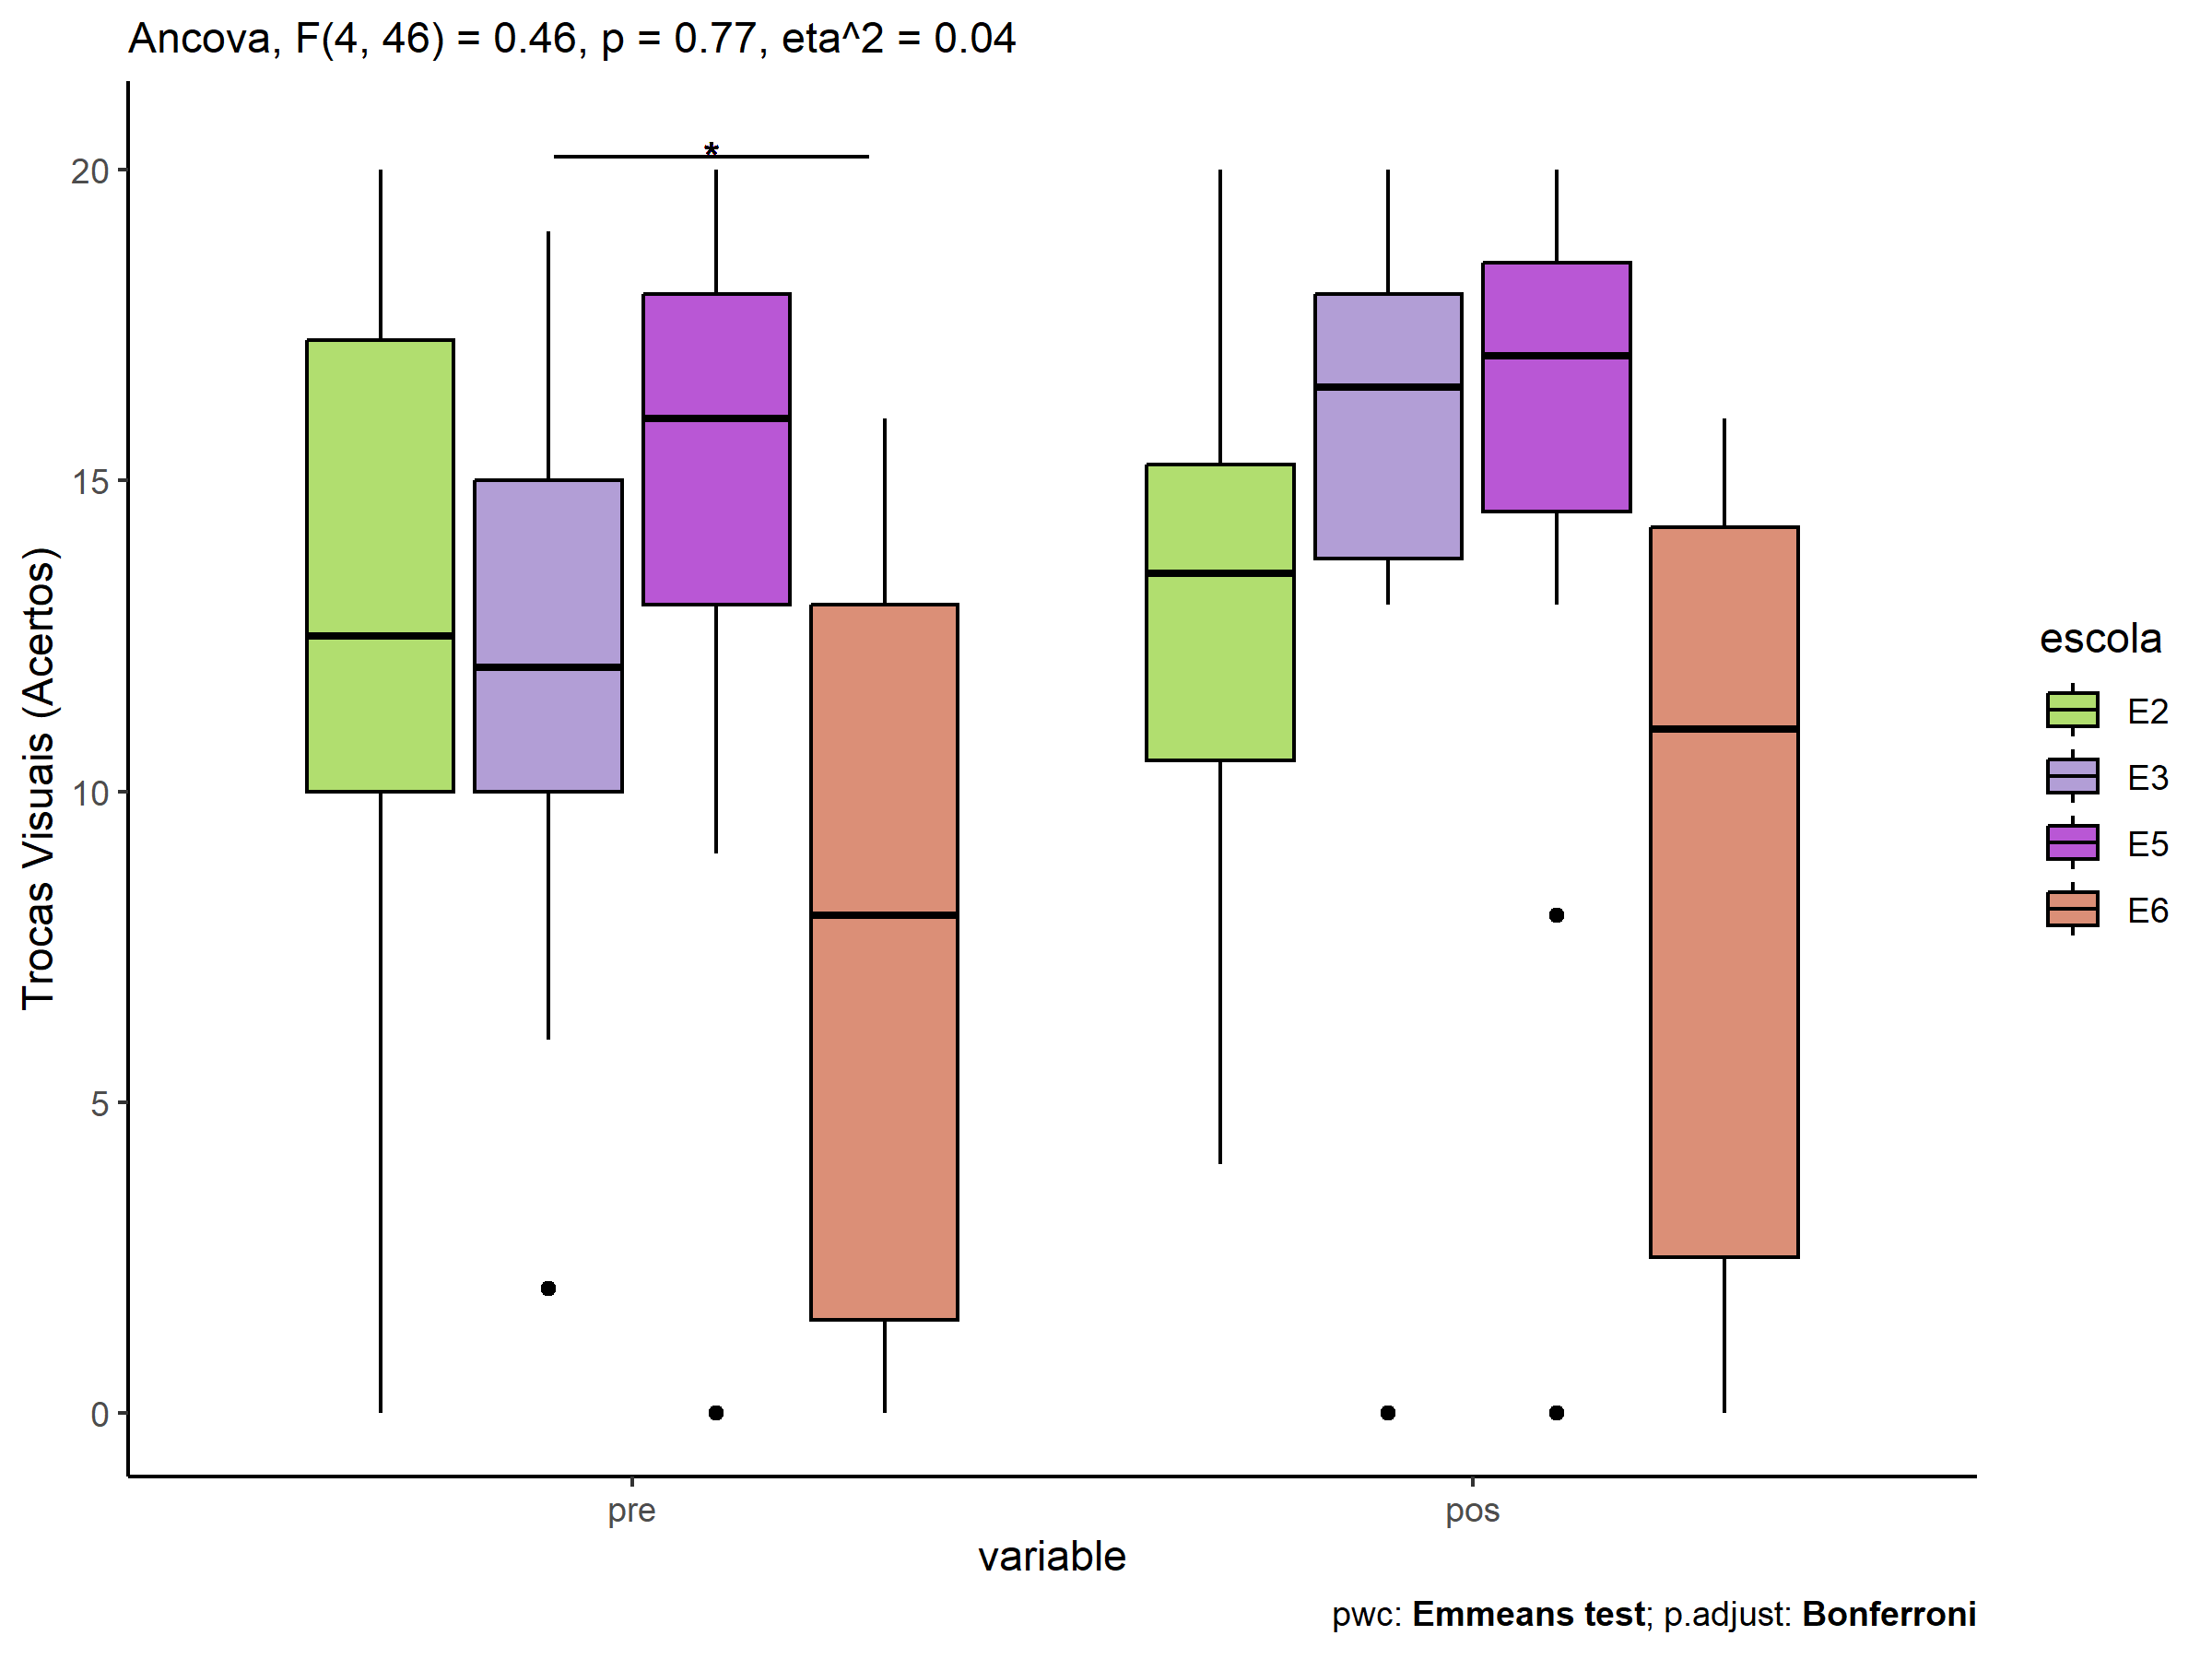 Ancova, F(4, 46) = 0.46, p = 0.77, eta^2 = 0.04
*
Trocas Visuais (Acertos)
20
15
10
5
0
pre
pos
variable
escola
E2
E3
E5
E6
pwc: Emmeans test; p.adjust: Bonferroni